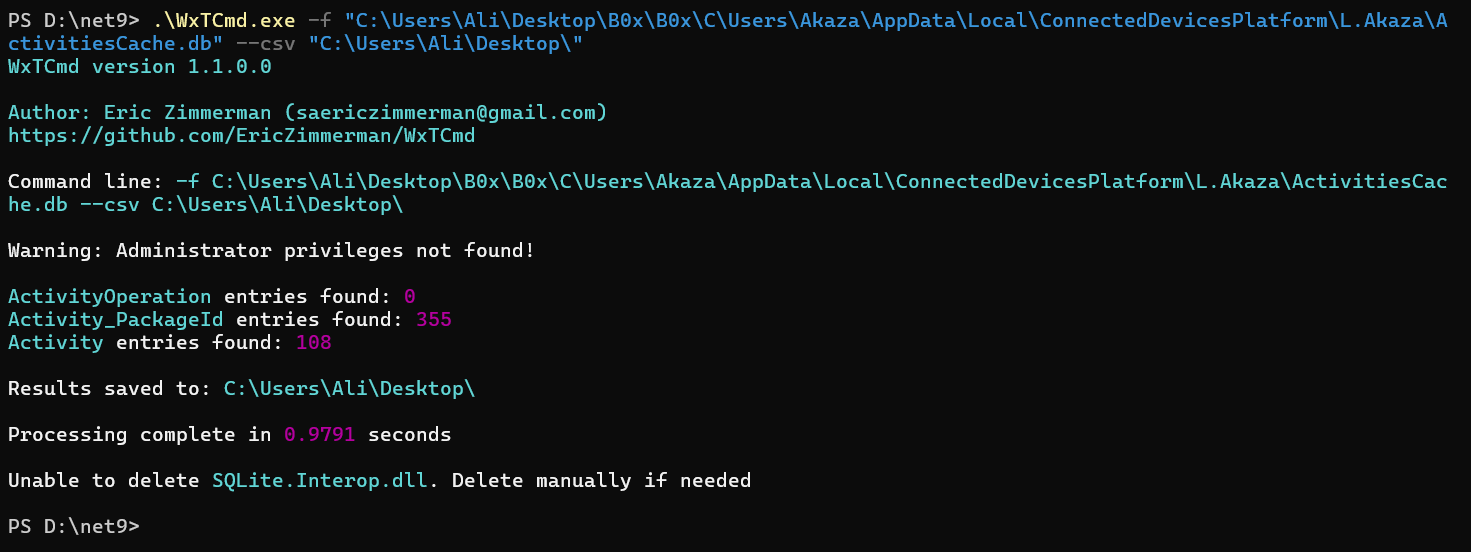 PS D:\net9> .\WxTCmd.exe -f "C:\Users\Ali\Desktop\B0x\B0x\C\Users\Akaza\AppData\Local\ConnectedDevicesPlatform\L.Akaza\A
ctivitiesCache.db" --csv "C:\Users\Ali\Desktop\"
WxTCmd version 1.1.0.0
Author: Eric Zimmerman (saericzimmerman@gmail.com)
https://github.com/EricZimmerman/WxTCmd
Command line: -f C:\Users\Ali\Desktop\B0x\B0x\C\Users\Akaza\AppData\Local\ConnectedDevicesPlatform\L.Akaza\ActivitiesCac
he.db --csv C:\Users\Ali\Desktop\
Warning: Administrator privileges not found!
ActivityOperation entries found: 0
Activity_PackageId entries found: 355
Activity entries found: 108
Results saved to: C:\Users\Ali\Desktop\
Processing complete in 0.9791 seconds
Unable to delete SQLite.Interop.dll. Delete manually if needed
PS D:\net9>